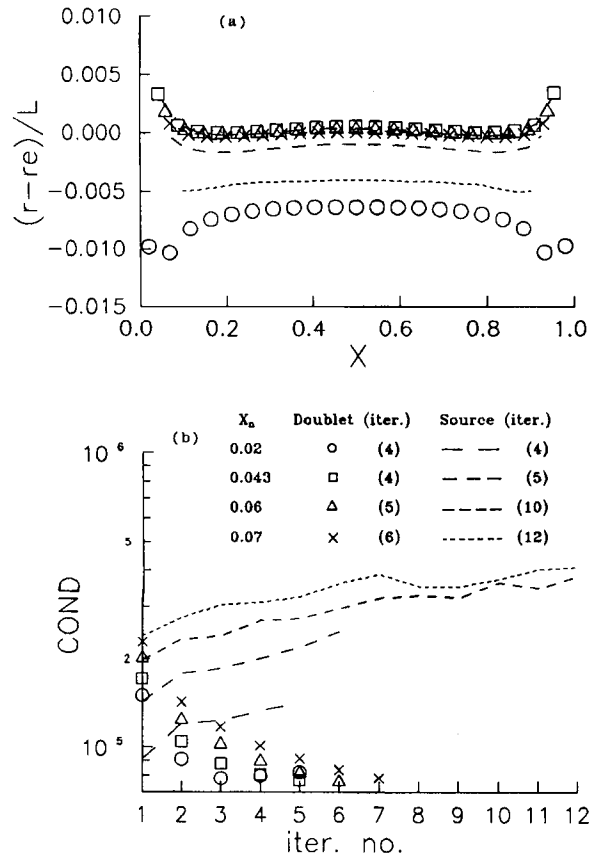 (a)
0.010
0.005
0.000
−0.005
−0.010
−0.015
(r−re)/L
0.0 0.2 0.4 0.6 0.8 1.0
X
(b)
Xn Doublet (iter.) Source (iter.)
0.02 (4) (4)
0.043 (4) (5)
0.06 (5) (10)
0.07 (6) (12)
10 6
5
2
10 5
COND
1 2 3 4 5 6 7 8 9 10 11 12
iter. no.